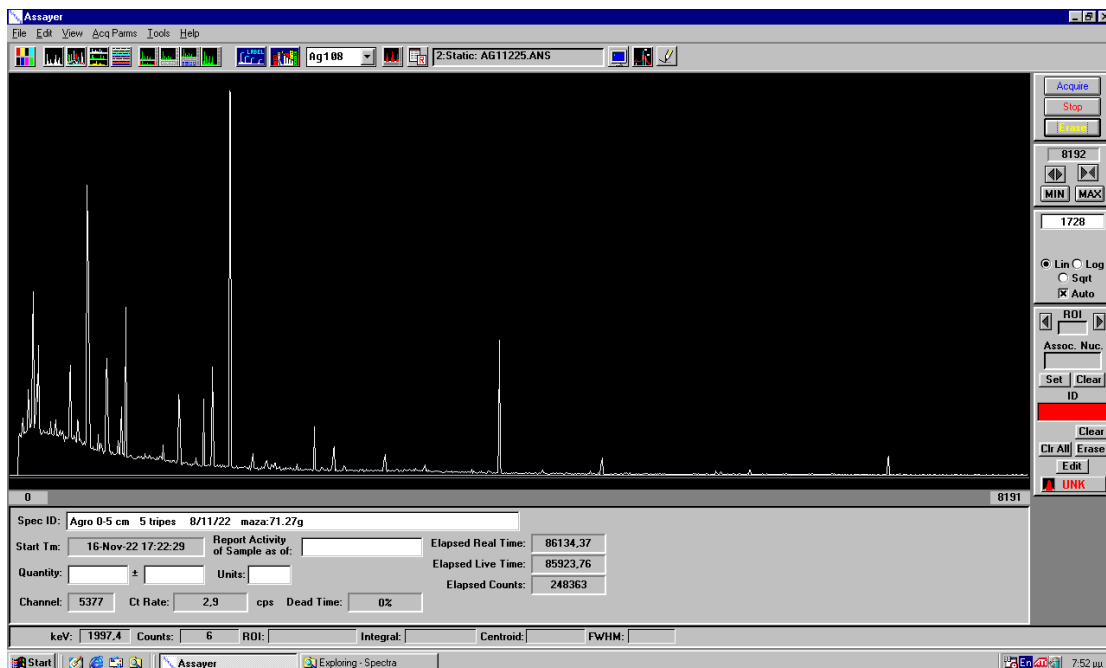 Assayer
File Edit View Acq Parms Tools Help
LABEL Ag108 2:Static: AG11225.ANS
Acquire
Stop
Erase
8192
MIN MAX
1728
Lin Log
Sqrt
Auto
ROI
Assoc. Nuc.
Set Clear
ID
Clear
Clr All Erase
Edit
UNK
0 8191
Spec ID: Agro 0-5 cm 5 tripes 8/11/22 maza:71.27g
Start Tm: 16-Nov-22 17:22:29 Report Activity of Sample as of: Elapsed Real Time: 86134,37
Elapsed Live Time: 85923,76
Quantity: ± Units: Elapsed Counts: 248363
Channel: 5377 Ct Rate: 2,9 cps Dead Time: 0%
keV: 1997,4 Counts: 6 ROI: Integral: Centroid: FWHM:
Start Assayer Exploring - Spectra En 7:52 μμ